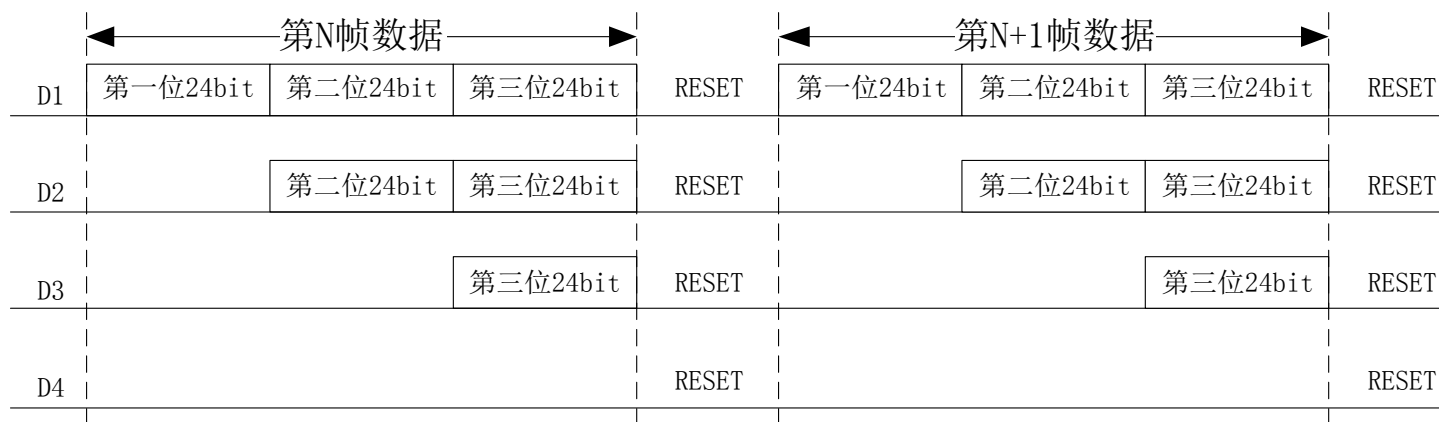 第N帧数据 第N+1帧数据
D1 第一位24bit 第二位24bit 第三位24bit RESET 第一位24bit 第二位24bit 第三位24bit RESET
D2 第二位24bit 第三位24bit RESET 第二位24bit 第三位24bit RESET
D3 第三位24bit RESET 第三位24bit RESET
D4 RESET RESET